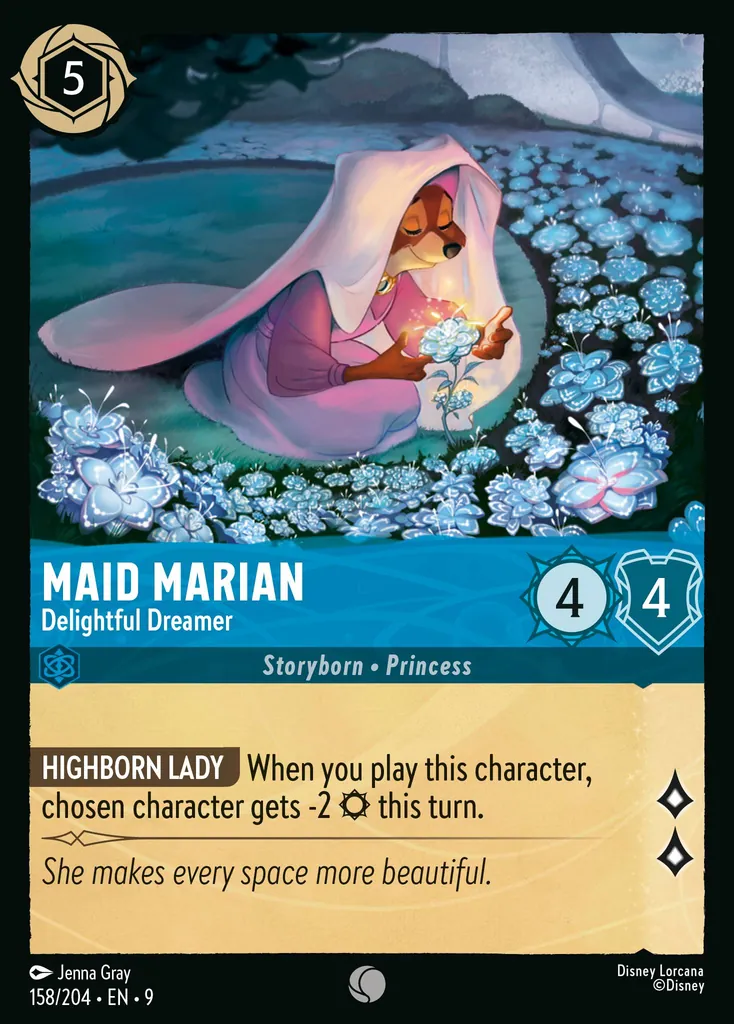 5
MAID MARIAN
Delightful Dreamer
4
4
Storyborn • Princess
HIGHBORN LADY When you play this character,
chosen character gets -2 this turn.
She makes every space more beautiful.
Jenna Gray
158/204 • EN • 9
Disney Lorcana
©Disney